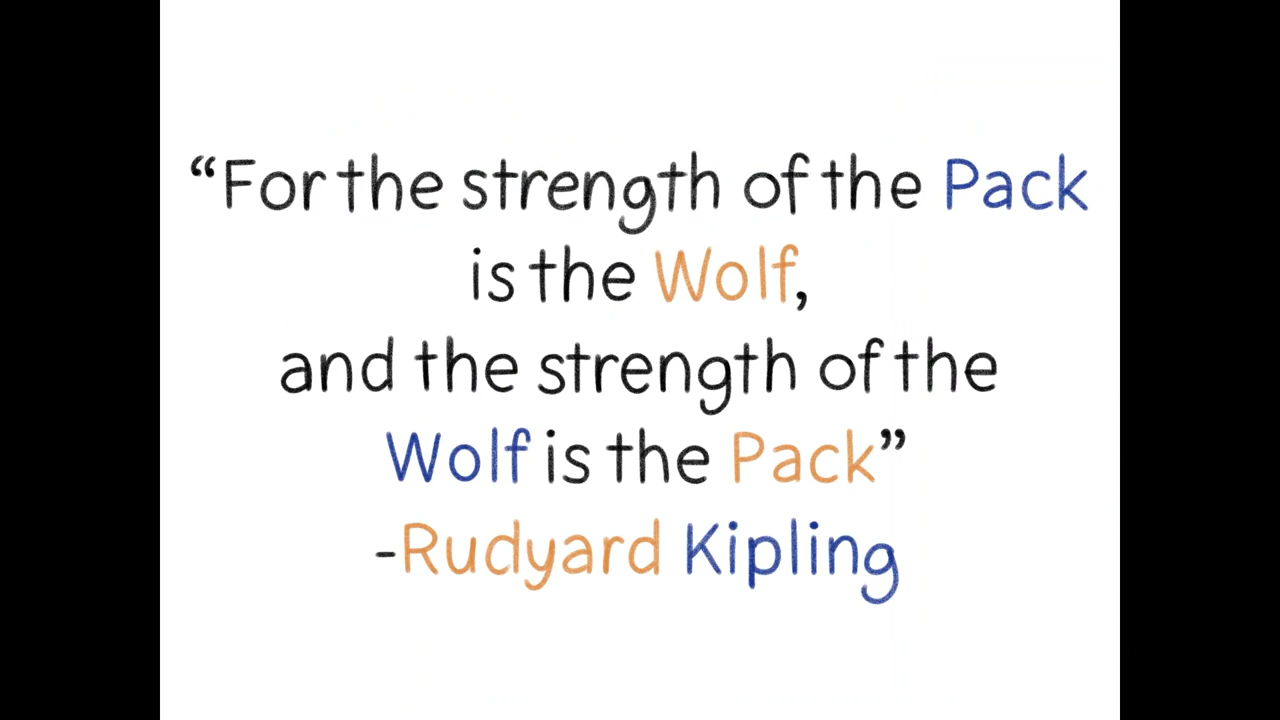 “For the strength of the Pack
is the Wolf,
and the strength of the
Wolf is the Pack”
-Rudyard Kipling